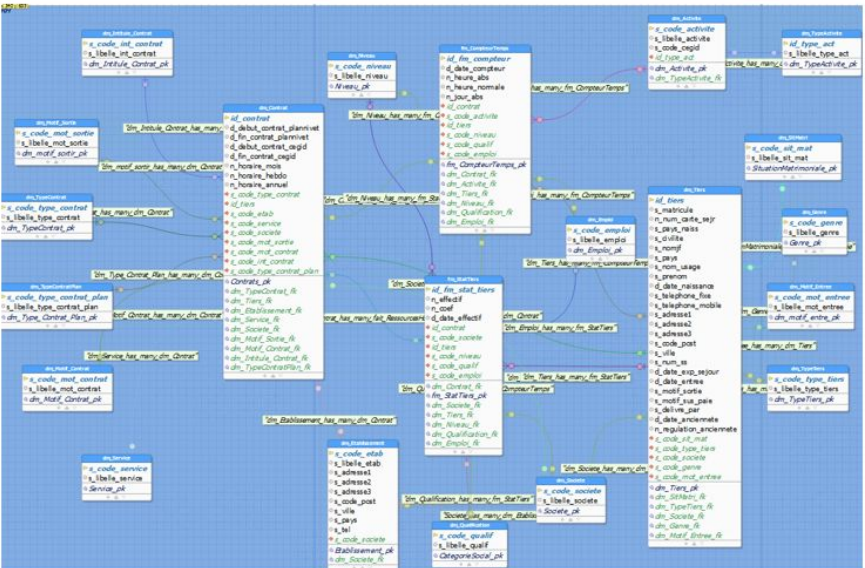 dm_Intitule_Contrat
s_code_int_contrat
s_libelle_int_contrat
dm_Intitule_Contrat_pk
dm_Motif_Sortie
s_code_mot_sortie
s_libelle_mot_sortie
dm_motif_sortir_pk
dm_TypeContrat
s_code_type_contrat
s_libelle_type_contrat
dm_TypeContrat_pk
dm_TypeContratPlan
s_code_type_contrat_plan
s_libelle_type_contrat_plan
dm_Type_Contrat_Plan_pk
dm_Motif_Contrat
s_code_mot_contrat
s_libelle_mot_contrat
dm_Motif_Contrat_pk
dm_Service
s_code_service
s_libelle_service
Service_pk
dm_Contrat
id_contrat
d_debut_contrat_plannivet
d_fin_contrat_plannivet
d_debut_contrat_cegid
d_fin_contrat_cegid
n_horaire_mois
n_horaire_hebdo
n_horaire_annuel
s_code_type_contrat
id_tiers
s_code_etab
s_code_service
s_code_societe
s_code_mot_sortie
s_code_mot_contrat
s_code_int_contrat
s_code_type_contrat_plan
Contrats_pk
dm_TypeContrat_fk
dm_Tiers_fk
dm_Etablissement_fk
dm_Service_fk
dm_Societe_fk
dm_Motif_Sortie_fk
dm_Motif_Contrat_fk
dm_Intitule_Contrat_fk
dm_TypeContratPlan_fk
dm_Niveau
s_code_niveau
s_libelle_niveau
Niveau_pk
fm_CompteurTemps
id_fm_compteur
d_date_compteur
n_heure_abs
n_heure_normale
n_jour_abs
id_contrat
s_code_activite
id_tiers
s_code_niveau
s_code_qualif
s_code_emploi
fm_CompteurTemps_pk
dm_Contrat_fk
dm_Activite_fk
dm_Tiers_fk
dm_Niveau_fk
dm_Qualification_fk
dm_Emploi_fk
dm_Activite
s_code_activite
s_libelle_activite
s_code_cegid
id_type_act
dm_Activite_pk
dm_TypeActivite_fk
dm_TypeActivite
id_type_act
s_libelle_type_act
dm_TypeActivite_pk
dm_SitMatri
s_code_sit_mat
s_libelle_sit_mat
SituationMatrimoniale_pk
dm_Genre
s_code_genre
s_libelle_genre
Genre_pk
dm_Motif_Entree
s_code_mot_entree
s_libelle_mot_entree
dm_motif_entre_pk
dm_TypeTiers
s_code_type_tiers
s_libelle_type_tiers
dm_TypeTiers_pk
dm_Emploi
s_code_emploi
s_libelle_emploi
dm_Emploi_pk
fm_StatTiers
id_fm_stat_tiers
n_effectif
n_coef
d_date_effectif
id_contrat
s_code_societe
id_tiers
s_code_niveau
s_code_qualif
s_code_emploi
dm_Contrat_fk
fm_StatTiers_pk
dm_Societe_fk
dm_Tiers_fk
dm_Niveau_fk
dm_Qualification_fk
dm_Emploi_fk
dm_Tiers
id_tiers
s_matricule
n_num_carte_sejr
s_pays_naiss
s_civilite
s_nomjf
s_pays
s_nom_usage
s_prenom
d_date_naissance
s_telephone_fixe
s_telephone_mobile
s_adresse1
s_adresse2
s_adresse3
s_code_post
s_ville
s_num_ss
d_date_exp_sejour
d_date_entree
s_motif_sortie
s_motif_sus_paie
s_delivre_par
d_date_anciennete
n_regulation_anciennete
s_code_sit_mat
s_code_type_tiers
s_code_societe
s_code_genre
s_code_mot_entree
dm_Tiers_pk
dm_SitMatri_fk
dm_TypeTiers_fk
dm_Societe_fk
dm_Genre_fk
dm_Motif_Entree_fk
dm_Etablissement
s_code_etab
s_libelle_etab
s_adresse1
s_adresse2
s_adresse3
s_code_post
s_ville
s_pays
s_tel
s_code_societe
Etablissement_pk
dm_Societe_fk
dm_Societe
s_code_societe
s_libelle_societe
Societe_pk
dm_Qualification
s_code_qualif
s_libelle_qualif
CategorieSocial_pk
"dm_Intitule_Contrat_has_many_dm_Contrat"
"dm_motif_sortir_has_many_dm_Contrat"
"dm_Service_has_many_dm_Contrat"
"dm_Etablissement_has_many_dm_Contrat"
"dm_Qualification_has_many_fm_StatTiers"
"dm_Emploi_has_many_fm_StatTiers"
"dm_Tiers_has_many_fm_StatTiers"